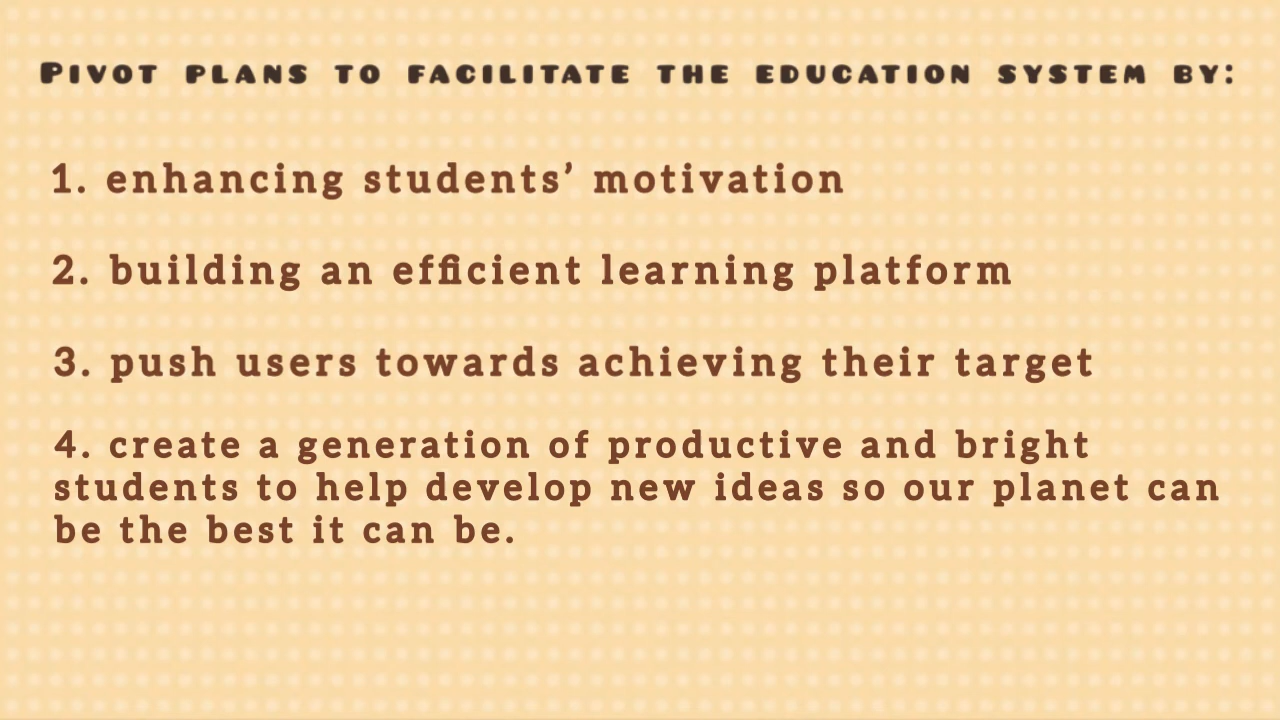 Pivot plans to facilitate the education system by:
1. enhancing students’ motivation
2. building an efficient learning platform
3. push users towards achieving their target
4. create a generation of productive and bright
students to help develop new ideas so our planet can
be the best it can be.